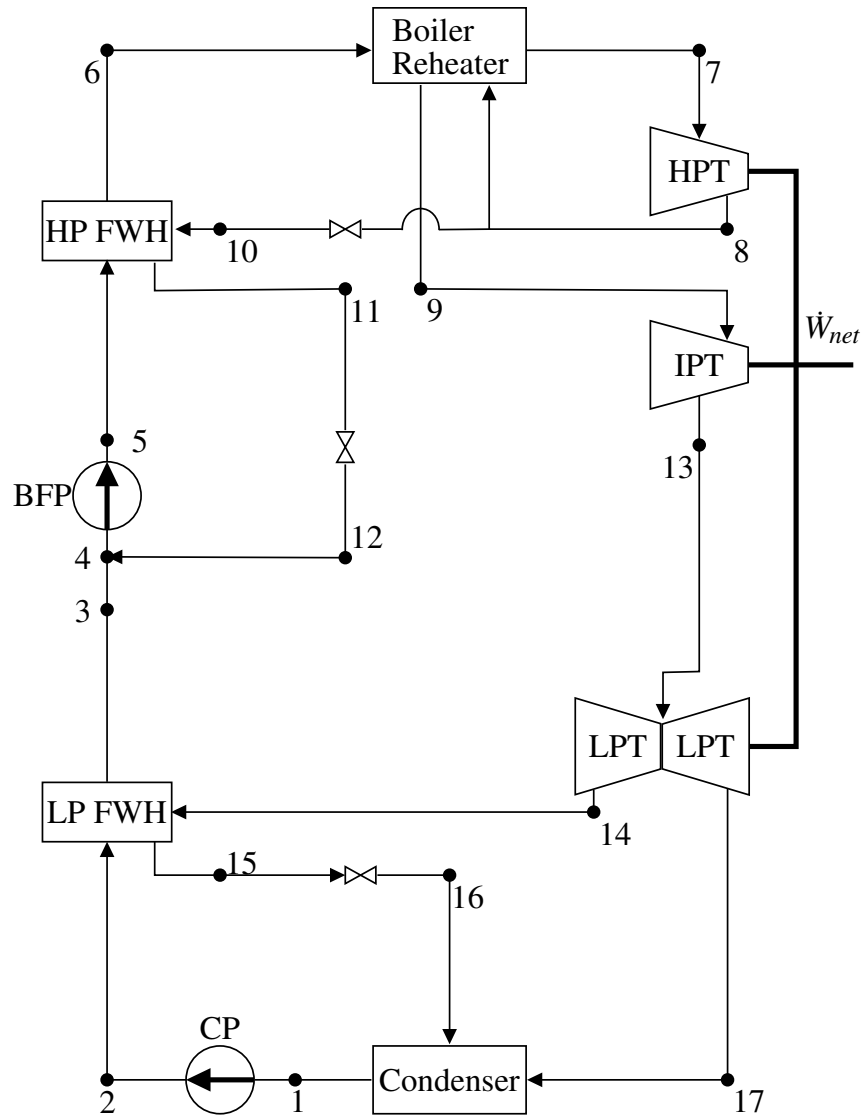 Boiler
Reheater
6
7
HPT
HP FWH
10
8
11
9
Ẇnet
IPT
5
13
BFP
12
4
3
LPT
LPT
LP FWH
14
15
16
CP
Condenser
2
1
17